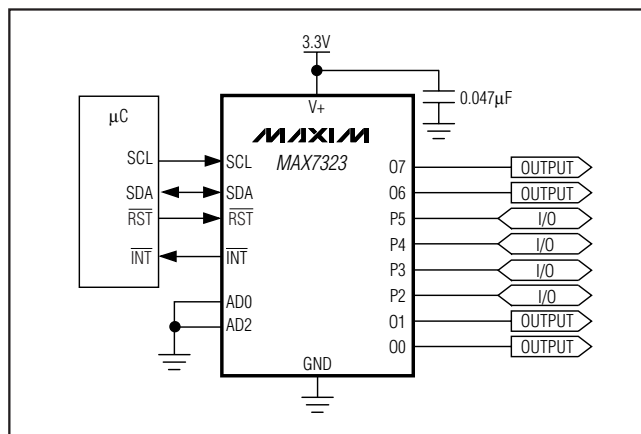 3.3V
V+
0.047μF
μC
MAXIM
MAX7323
SCL
SCL
SDA
SDA
RST
RST
INT
INT
AD0
AD2
GND
O7
OUTPUT
O6
OUTPUT
P5
I/O
P4
I/O
P3
I/O
P2
I/O
O1
OUTPUT
O0
OUTPUT